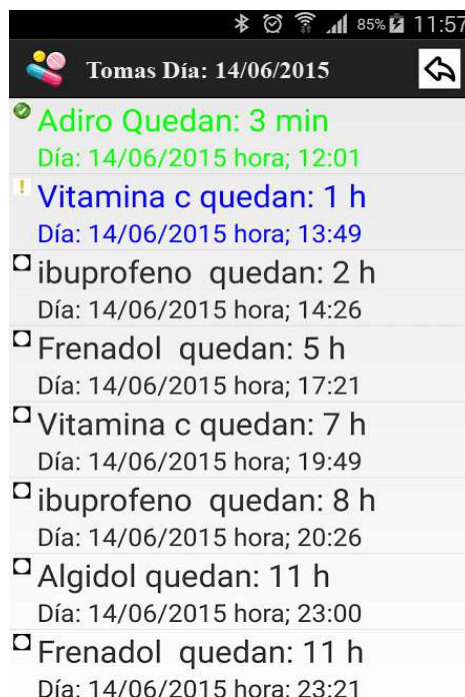 85% 11:57
Tomas Día: 14/06/2015
Adiro Quedan: 3 min
Día: 14/06/2015 hora; 12:01
Vitamina c quedan: 1 h
Día: 14/06/2015 hora; 13:49
ibuprofeno quedan: 2 h
Día: 14/06/2015 hora; 14:26
Frenadol quedan: 5 h
Día: 14/06/2015 hora; 17:21
Vitamina c quedan: 7 h
Día: 14/06/2015 hora; 19:49
ibuprofeno quedan: 8 h
Día: 14/06/2015 hora; 20:26
Algidol quedan: 11 h
Día: 14/06/2015 hora; 23:00
Frenadol quedan: 11 h
Día: 14/06/2015 hora; 23:21